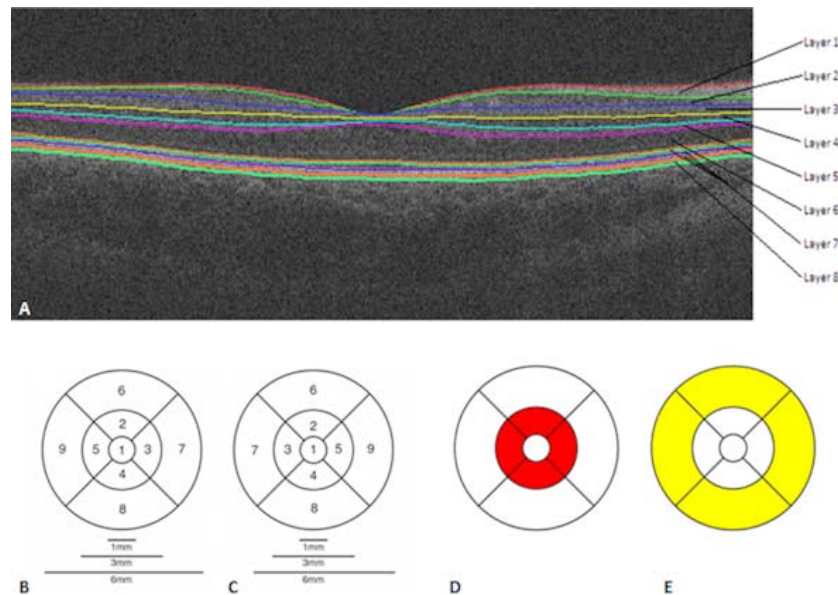 Layer 1
Layer 2
Layer 3
Layer 4
Layer 5
Layer 6
Layer 7
Layer 8
A
6
2
9 5 1 3 7
4
8
1mm
3mm
6mm
B
6
2
7 3 1 5 9
4
8
1mm
3mm
6mm
C
D
E